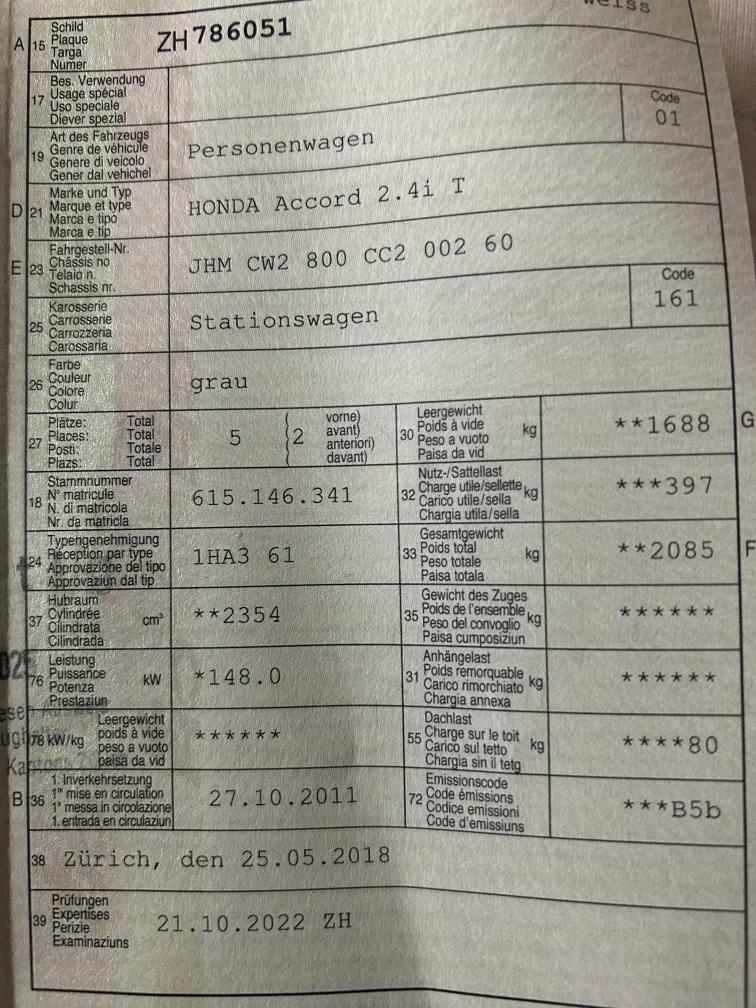 weiss
A 15 Schild
Plaque
Targa
Numer
ZH 786051
17 Bes. Verwendung
Usage spécial
Uso speciale
Diever spezial
19 Art des Fahrzeugs
Genre de véhicule
Genere di veicolo
Gener dal vehichel
Personenwagen
Code
01
D 21 Marke und Typ
Marque et type
Marca e tipo
Marca e tip
HONDA Accord 2.4i T
E 23 Fahrgestell-Nr.
Châssis no
Telaio n.
Schassis nr.
JHM CW2 800 CC2 002 60
25 Karosserie
Carrosserie
Carrozzeria
Carossaria
Stationswagen
Code
161
26 Farbe
Couleur
Colore
Colur
grau
27 Plätze: Total
Places: Total
Posti: Totale
Plazs: Total
5 2 vorne)
avant)
anteriori)
davant)
30 Leergewicht
Poids à vide
Peso a vuoto
Paisa da vid
kg
**1688 G
18 Stammnummer
N° matricule
N. di matricola
Nr. da matricla
615.146.341
32 Nutz-/Sattellast
Charge utile/sellette
Carico utile/sella
Chargia utila/sella
kg
***397
24 Typengenehmigung
Réception par type
Approvazione del tipo
Approvaziun dal tip
1HA3 61
33 Gesamtgewicht
Poids total
Peso totale
Paisa totala
kg
**2085 F
37 Hubraum
Cylindrée
Cilindrata
Cilindrada
cm³
**2354
35 Gewicht des Zuges
Poids de l'ensemble
Peso del convoglio
Paisa cumposiziun
kg
******
76 Leistung
Puissance
Potenza
Prestaziun
kW
*148.0
31 Anhängelast
Poids remorquable
Carico rimorchiato
Chargia annexa
kg
******
78 kW/kg Leergewicht
poids à vide
peso a vuoto
paisa da vid
******
55 Dachlast
Charge sur le toit
Carico sul tetto
Chargia sin il tetg
kg
****80
B 36 1. Inverkehrsetzung
1re mise en circulation
1a messa in circolazione
1. entrada en circulaziun
27.10.2011
72 Emissionscode
Code émissions
Codice emissioni
Code d'emissiuns
***B5b
38 Zürich, den 25.05.2018
39 Prüfungen
Expertises
Perizie
Examinaziuns
21.10.2022 ZH